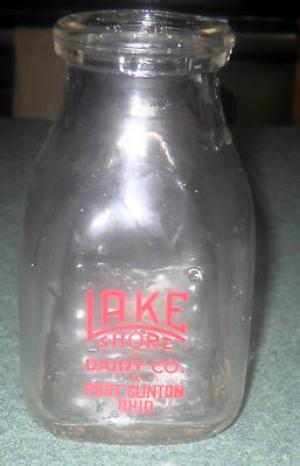 LAKE
SHORE
DAIRY CO.
PORT CLINTON
OHIO